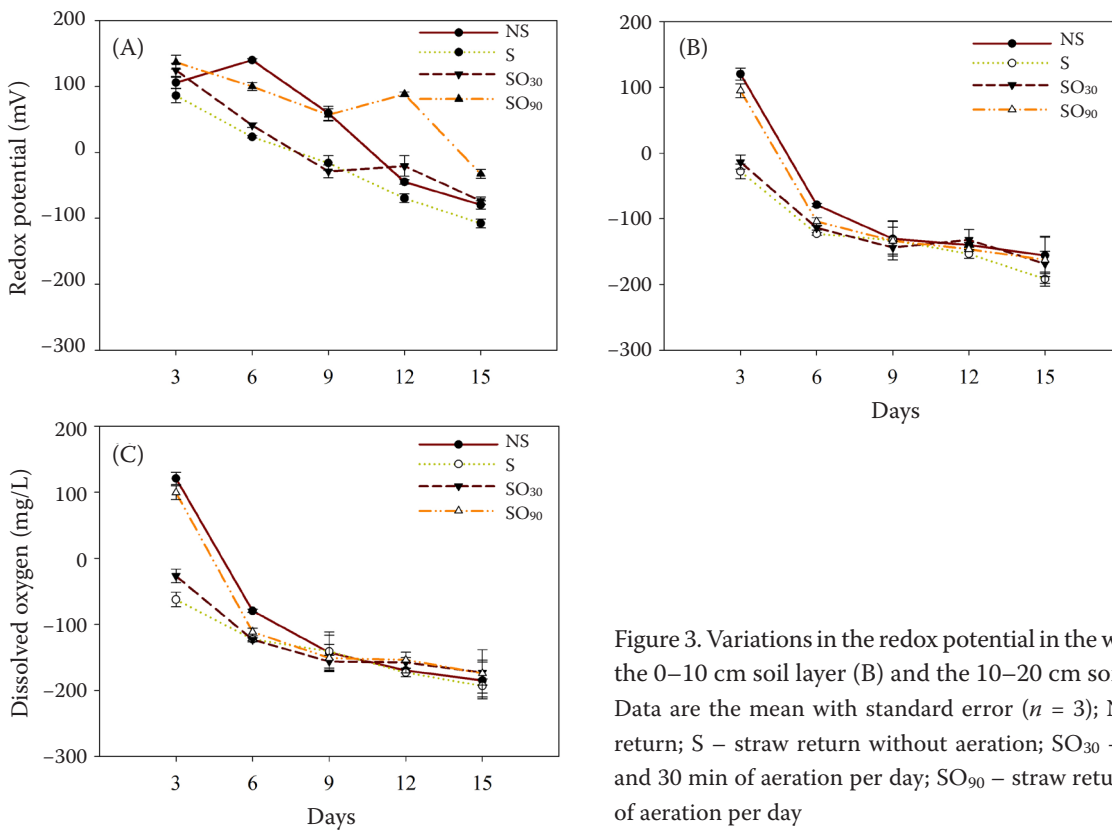 200
100
0
−100
−200
−300
Redox potential (mV)
(A)
NS
S
SO₃₀
SO₉₀
3 6 9 12 15
200
100
0
−100
−200
−300
(B)
NS
S
SO₃₀
SO₉₀
3 6 9 12 15
Days
200
100
0
−100
−200
−300
Dissolved oxygen (mg/L)
(C)
NS
S
SO₃₀
SO₉₀
3 6 9 12 15
Days
Figure 3. Variations in the redox potential in the
the 0–10 cm soil layer (B) and the 10–20 cm soil
Data are the mean with standard error (n = 3);
return; S – straw return without aeration; SO₃₀ –
and 30 min of aeration per day; SO₉₀ – straw
of aeration per day